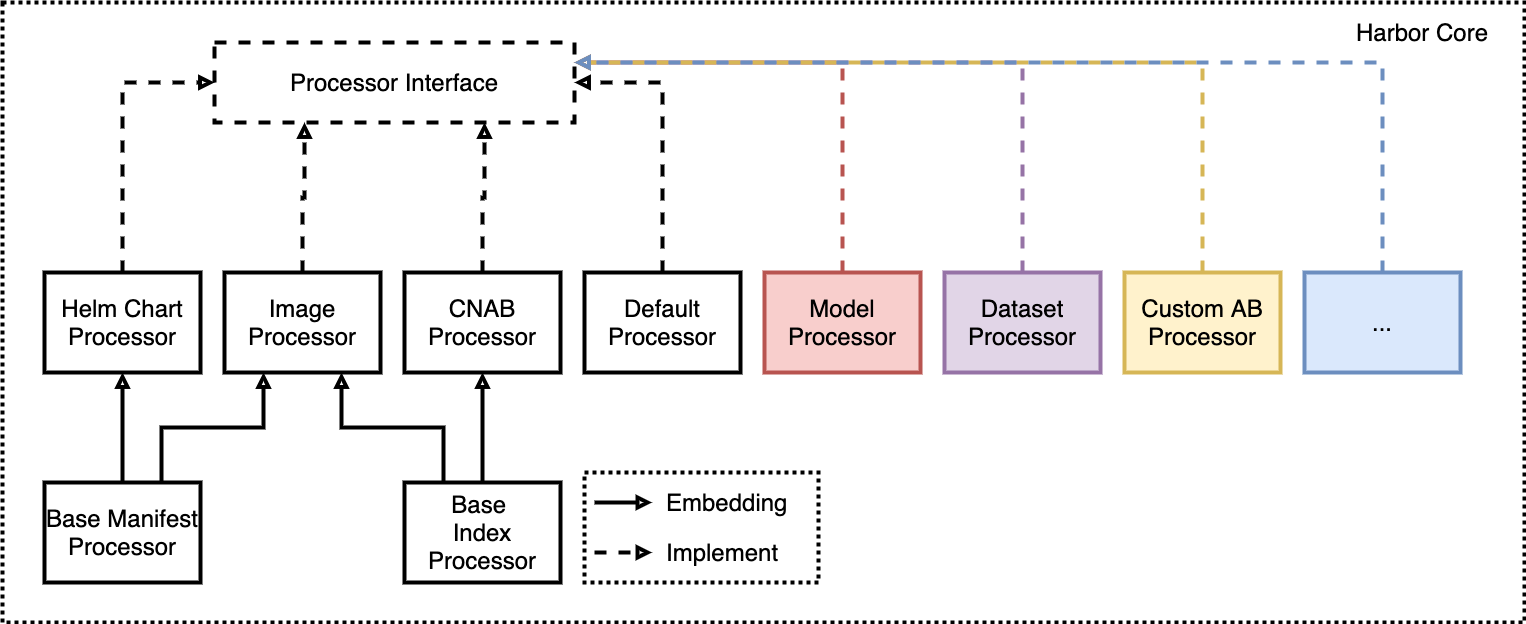 Harbor Core
Processor Interface
Helm Chart
Processor
Image
Processor
CNAB
Processor
Default
Processor
Model
Processor
Dataset
Processor
Custom AB
Processor
...
Base Manifest
Processor
Base
Index
Processor
Embedding
Implement